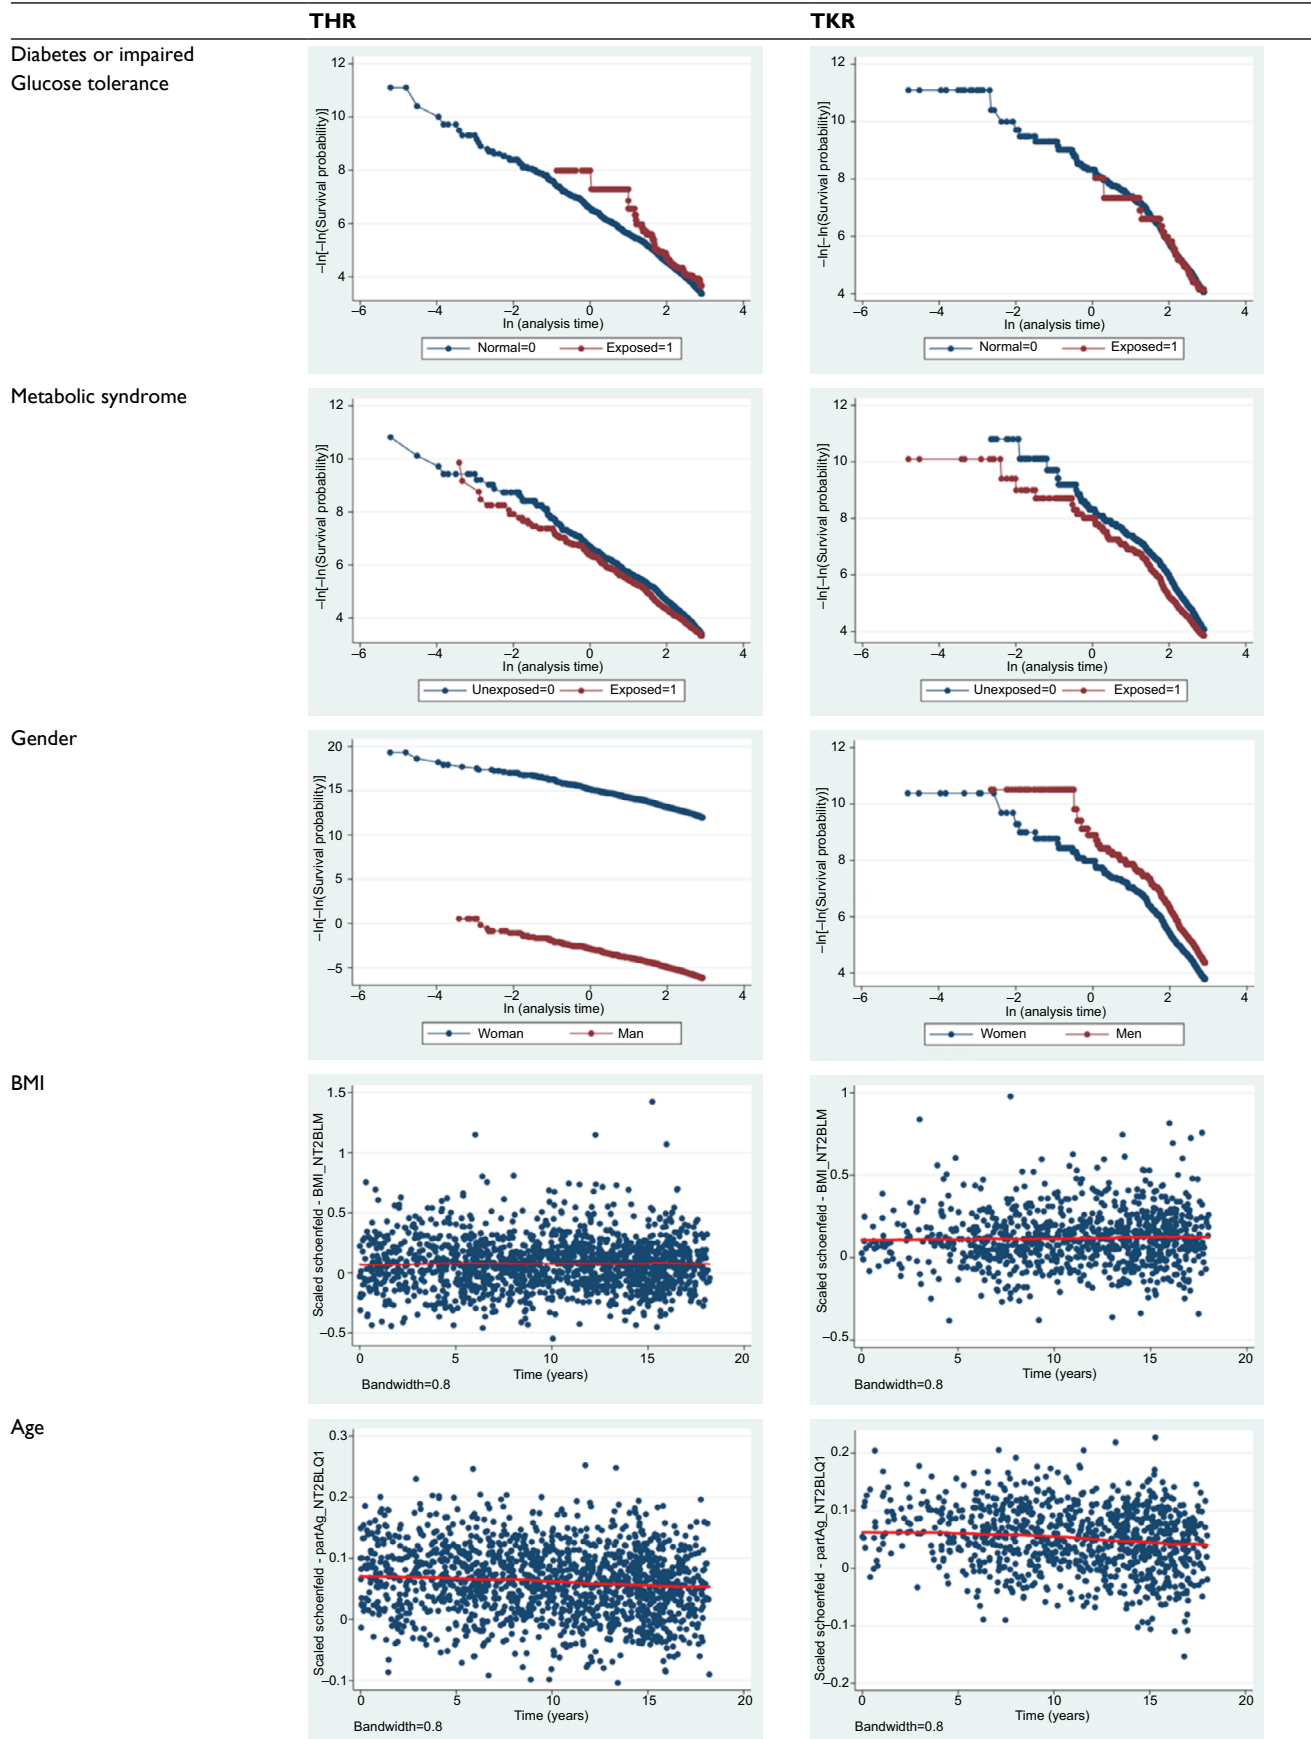 THR TKR
Diabetes or impaired
Glucose tolerance
12
10
8
6
4
–ln[–ln(Survival probability)]
–6 –4 –2 0 2 4
ln (analysis time)
Normal=0 Exposed=1
12
10
8
6
4
–ln[–ln(Survival probability)]
–6 –4 –2 0 2 4
ln (analysis time)
Normal=0 Exposed=1
Metabolic syndrome
12
10
8
6
4
–ln[–ln(Survival probability)]
–6 –4 –2 0 2 4
ln (analysis time)
Unexposed=0 Exposed=1
12
10
8
6
4
–ln[–ln(Survival probability)]
–6 –4 –2 0 2 4
ln (analysis time)
Unexposed=0 Exposed=1
Gender
20
15
10
5
0
–5
–ln[–ln(Survival probability)]
–6 –4 –2 0 2 4
ln (analysis time)
Woman Man
12
10
8
6
4
–ln[–ln(Survival probability)]
–6 –4 –2 0 2 4
ln (analysis time)
Women Men
BMI
1.5
1
0.5
0
–0.5
Scaled schoenfeld - BMI_NT2BLM
0 5 10 15 20
Time (years)
Bandwidth=0.8
1
0.5
0
–0.5
Scaled schoenfeld - BMI_NT2BLM
0 5 10 15 20
Time (years)
Bandwidth=0.8
Age
0.3
0.2
0.1
0
–0.1
Scaled schoenfeld - partAg_NT2BLQ1
0 5 10 15 20
Time (years)
Bandwidth=0.8
0.2
0.1
0
–0.1
–0.2
Scaled schoenfeld - partAg_NT2BLQ1
0 5 10 15 20
Time (years)
Bandwidth=0.8